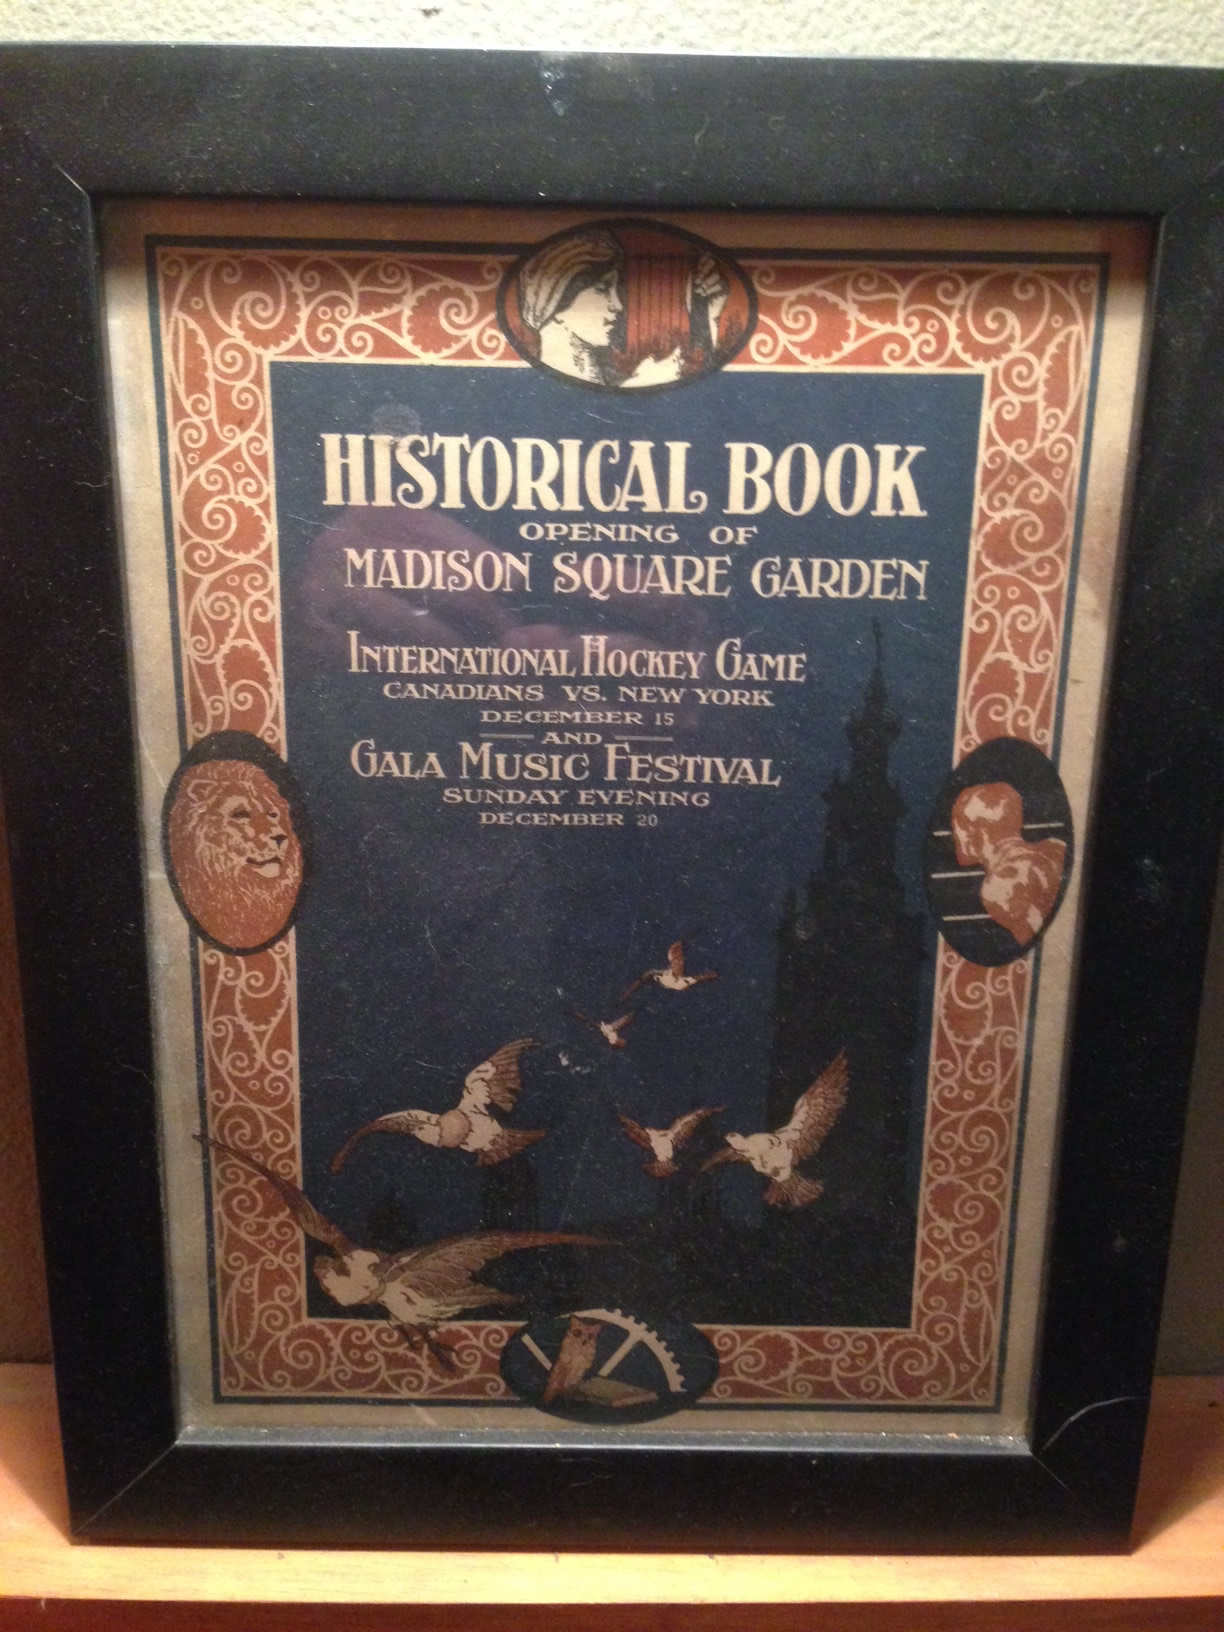 HISTORICAL BOOK
OPENING OF
MADISON SQUARE GARDEN
INTERNATIONAL HOCKEY GAME
CANADIANS VS. NEW YORK
DECEMBER 15
AND
GALA MUSIC FESTIVAL
SUNDAY EVENING
DECEMBER 20